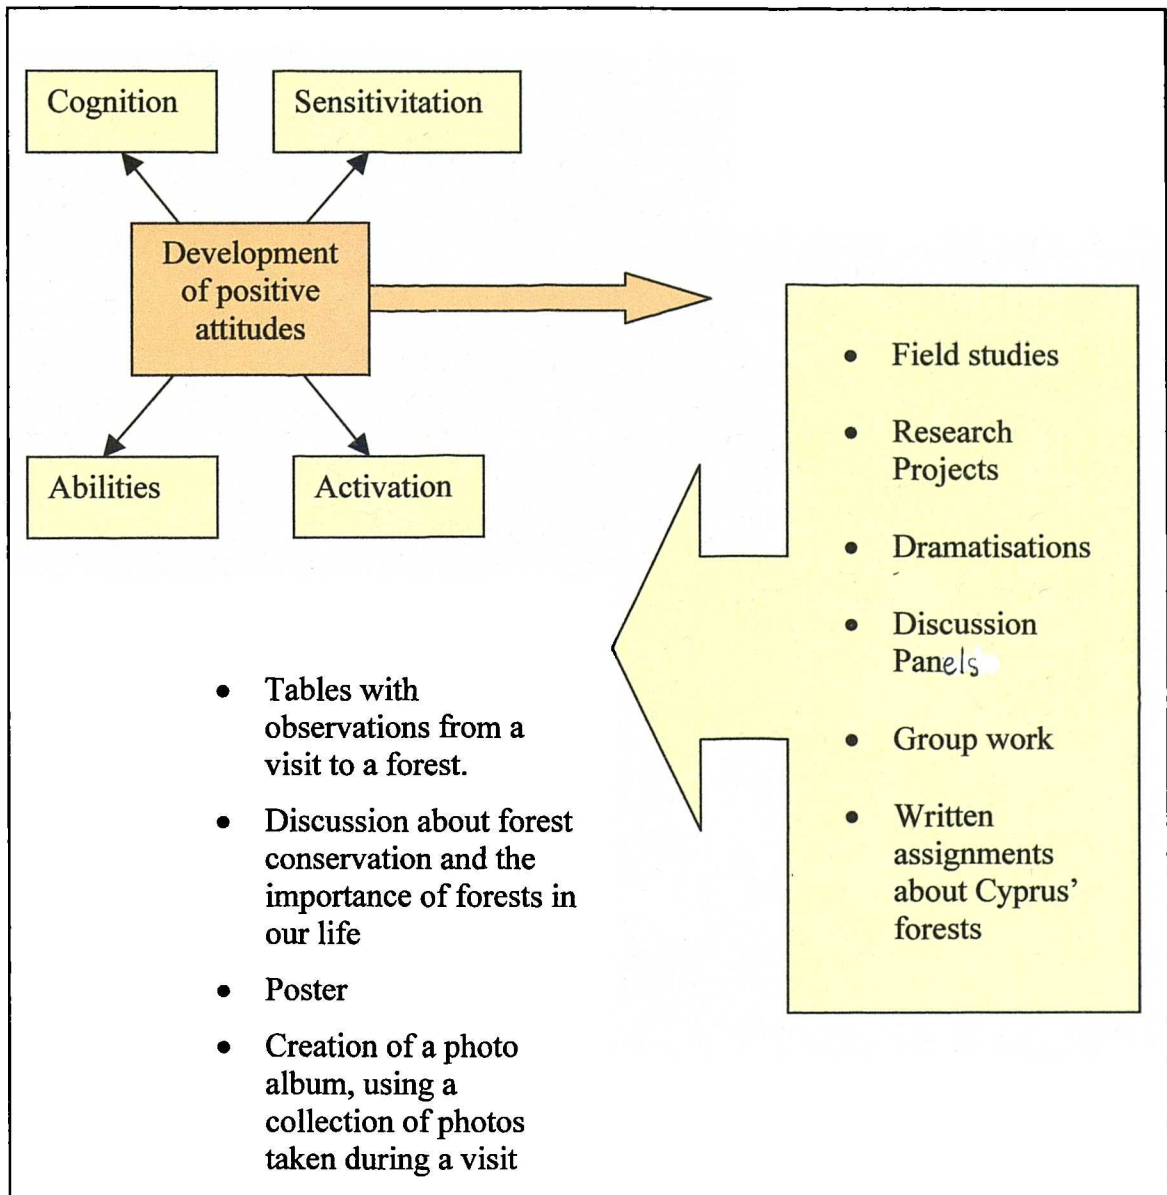 Cognition
Sensitivitation
Development
of positive
attitudes
Abilities
Activation
• Field studies
• Research
Projects
• Dramatisations
• Discussion
Panels
• Group work
• Written
assignments
about Cyprus’
forests
• Tables with
observations from a
visit to a forest.
• Discussion about forest
conservation and the
importance of forests in
our life
• Poster
• Creation of a photo
album, using a
collection of photos
taken during a visit